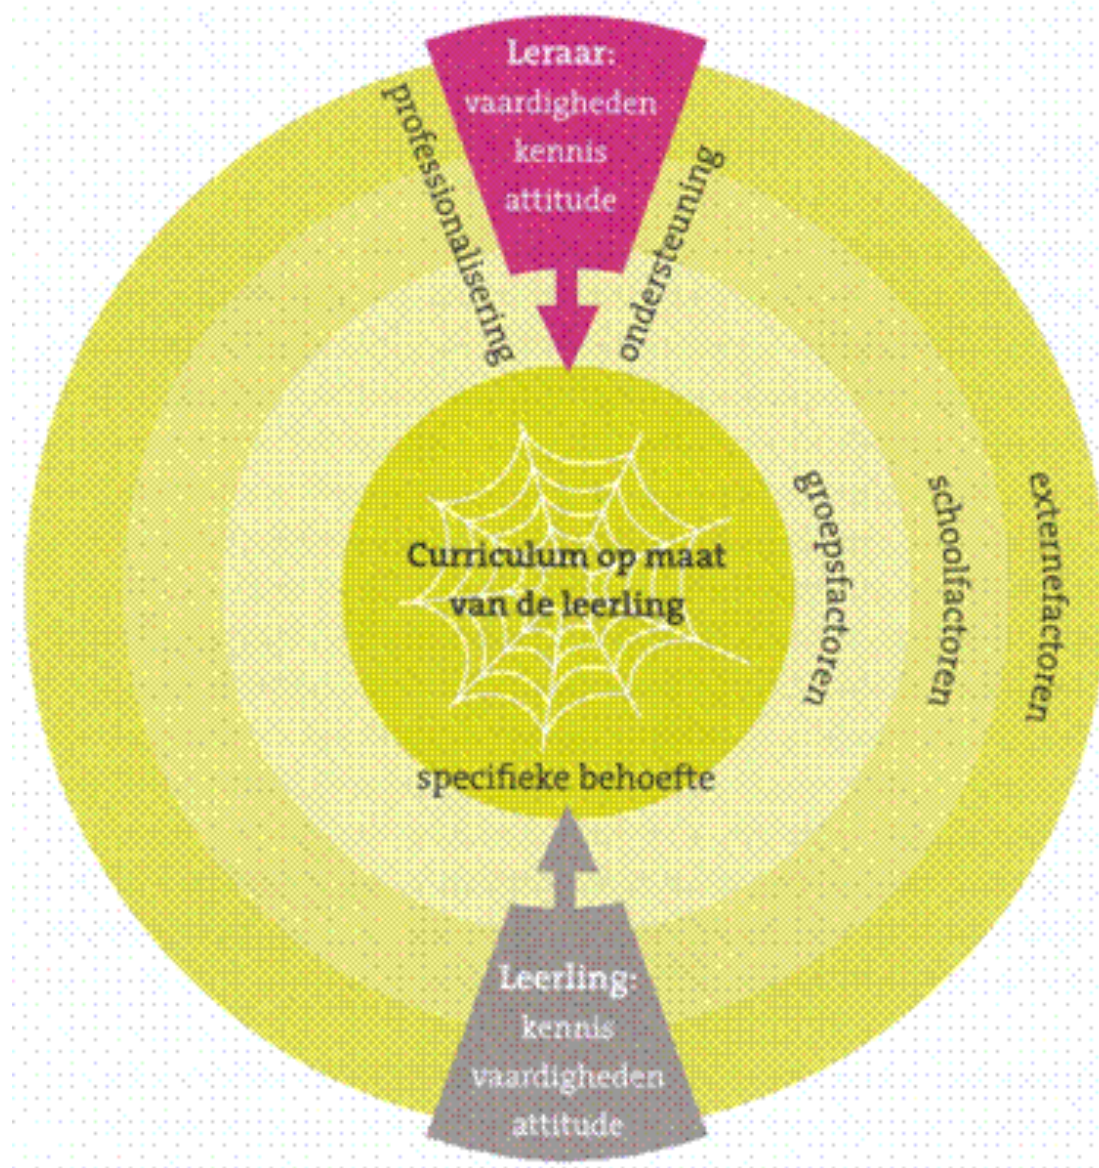 Leraar:
vaardigheden
kennis
attitude
professionalisering
ondersteuning
Curriculum op maat
van de leerling
groepsfactoren
schoolfactoren
externefactoren
specifieke behoefte
Leerling:
kennis
vaardigheden
attitude